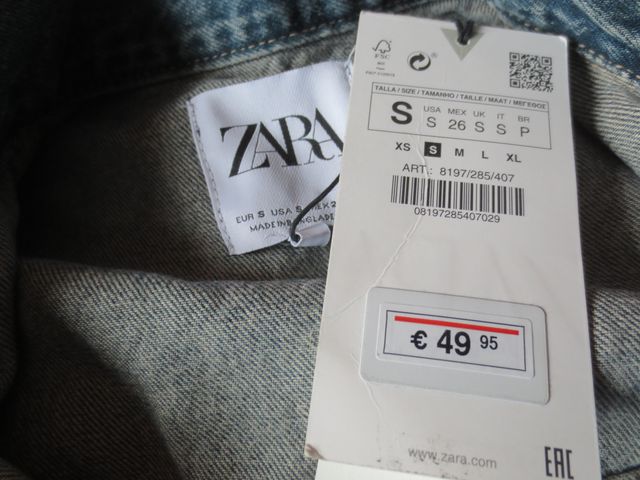 FSC
TALLA / SIZE / TAMANHO / TAILLE / MAAT / ΜΕΓΕΘΟΣ
S
USA MEX UK IT BR
S 26 S S P
XS S M L XL
ART.: 8197/285/407
08197285407029
€ 49 95
www.zara.com
EAC
ZARA
EUR S USA S MEX 2
MADE IN BANGLADE